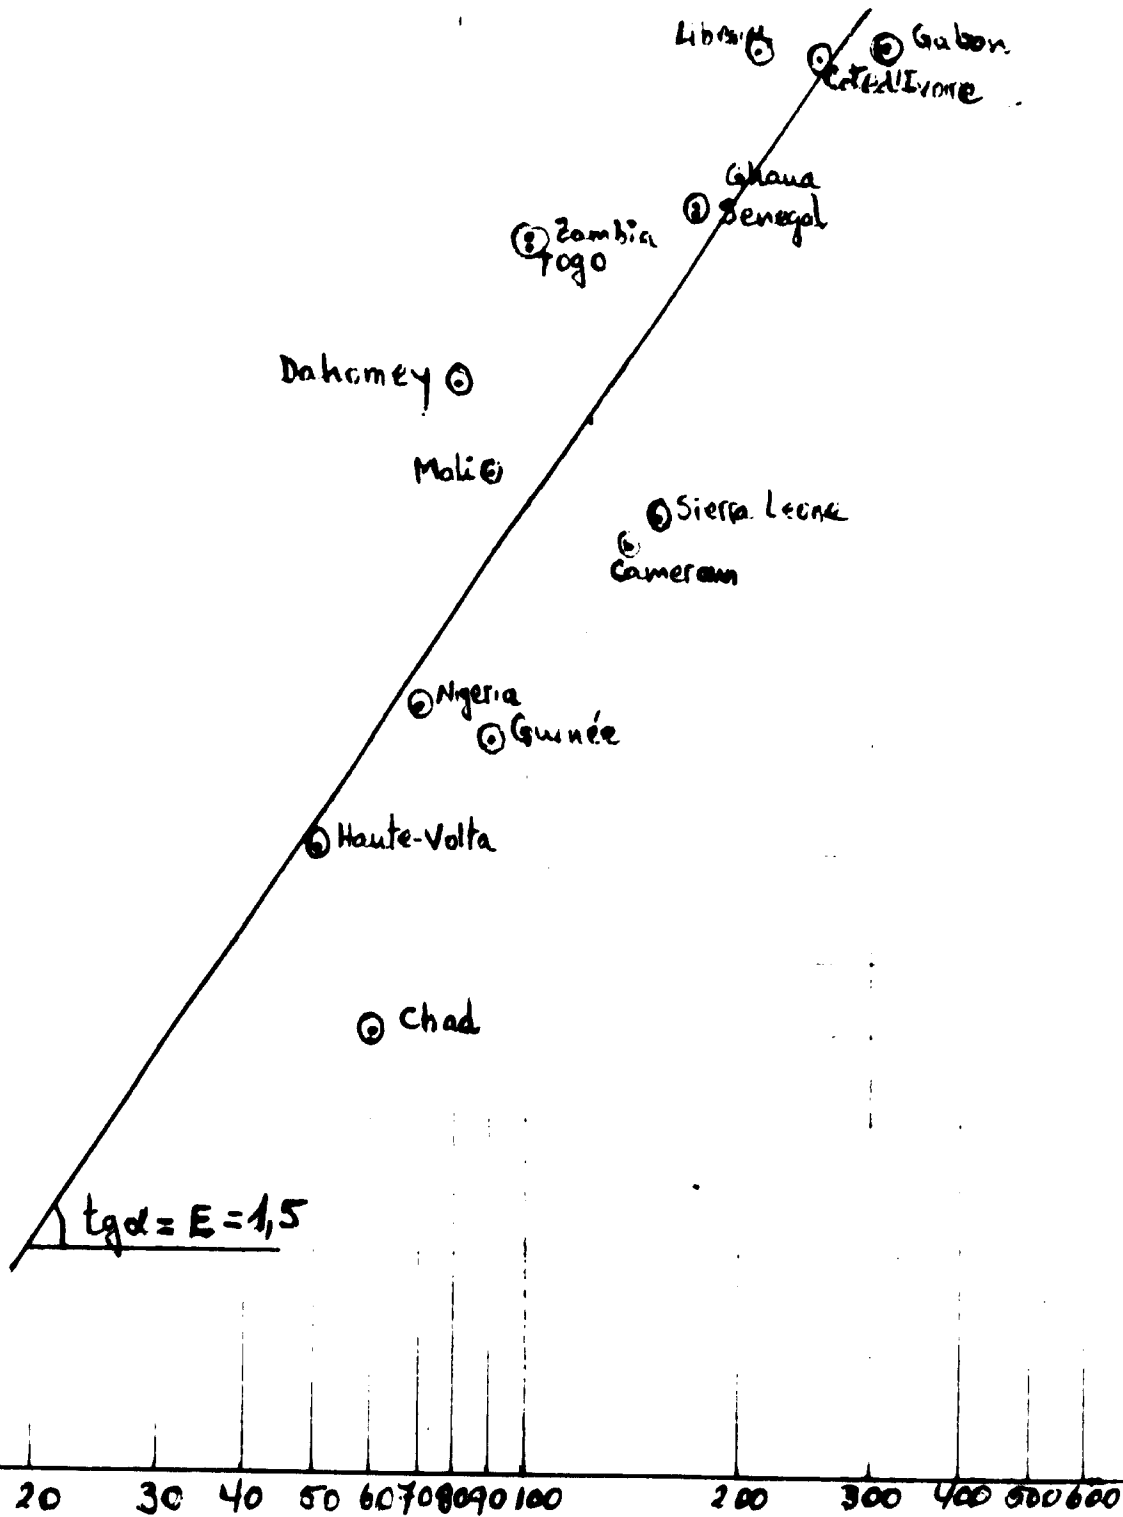 Gabon
Côte d'Ivoire
Ghana
Senegal
Zambia
Togo
Dahomey
Mali
Sierra Leone
Cameroun
Nigeria
Guinée
Haute-Volta
Chad
tgα = E = 1,5
20 30 40 50 60 70 80 90 100 200 300 400 500 600